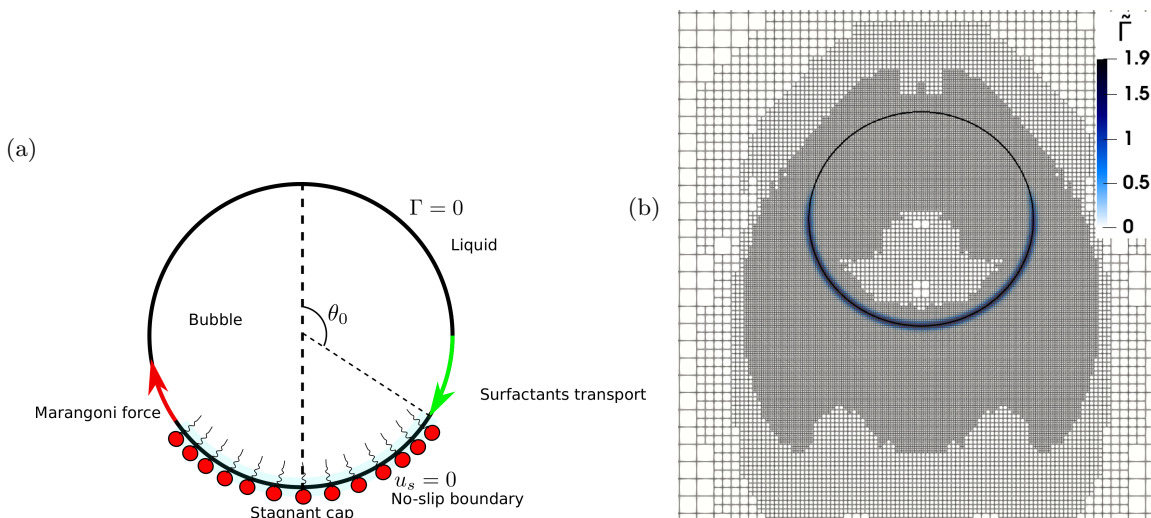 (a)
Γ = 0
Liquid
Bubble
θ₀
Marangoni force
Surfactants transport
u_s = 0
No-slip boundary
Stagnant cap
(b)
Γ̃
1.9
1.5
1
0.5
0